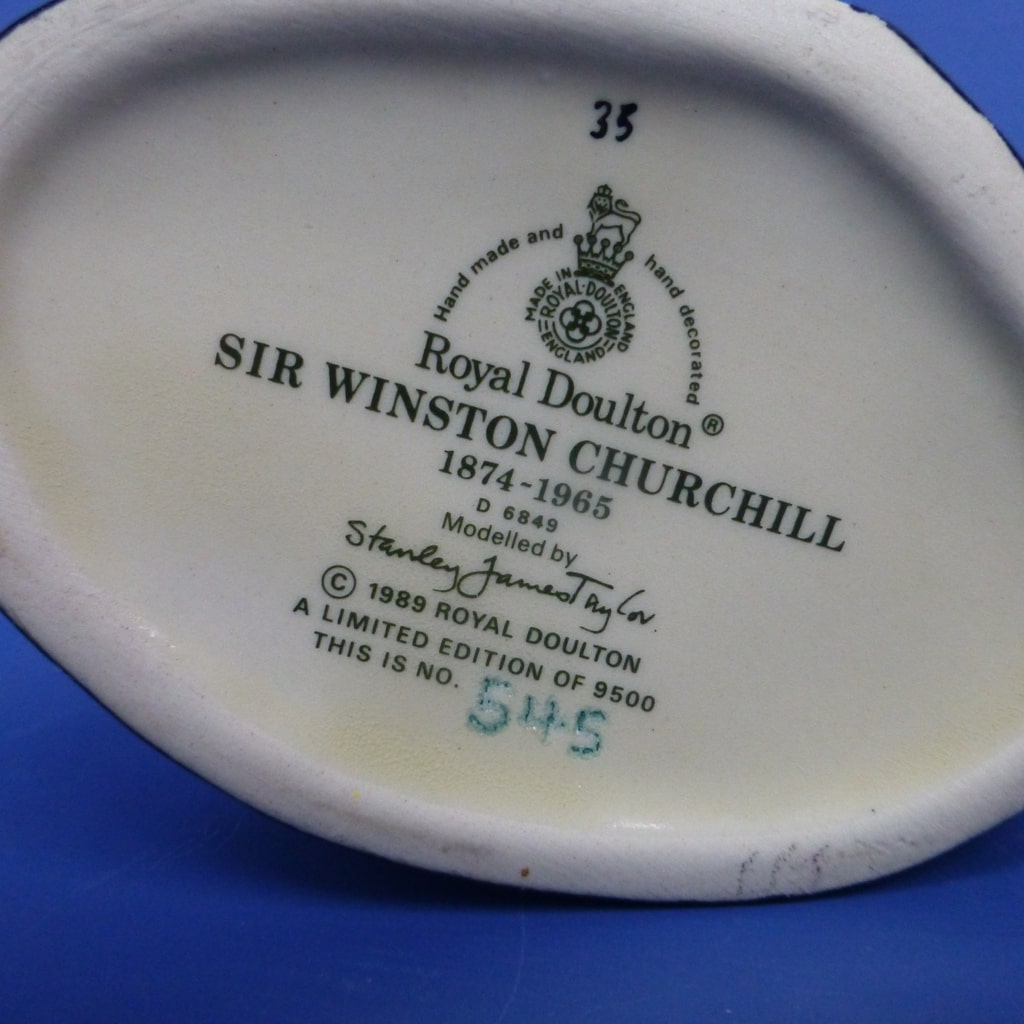 35
Hand made and hand decorated
MADE IN ENGLAND
ROYAL·DOULTON
ENGLAND
Royal Doulton®
SIR WINSTON CHURCHILL
1874-1965
D 6849
Modelled by
Stanley James Taylor
© 1989 ROYAL DOULTON
A LIMITED EDITION OF 9500
THIS IS NO. 545